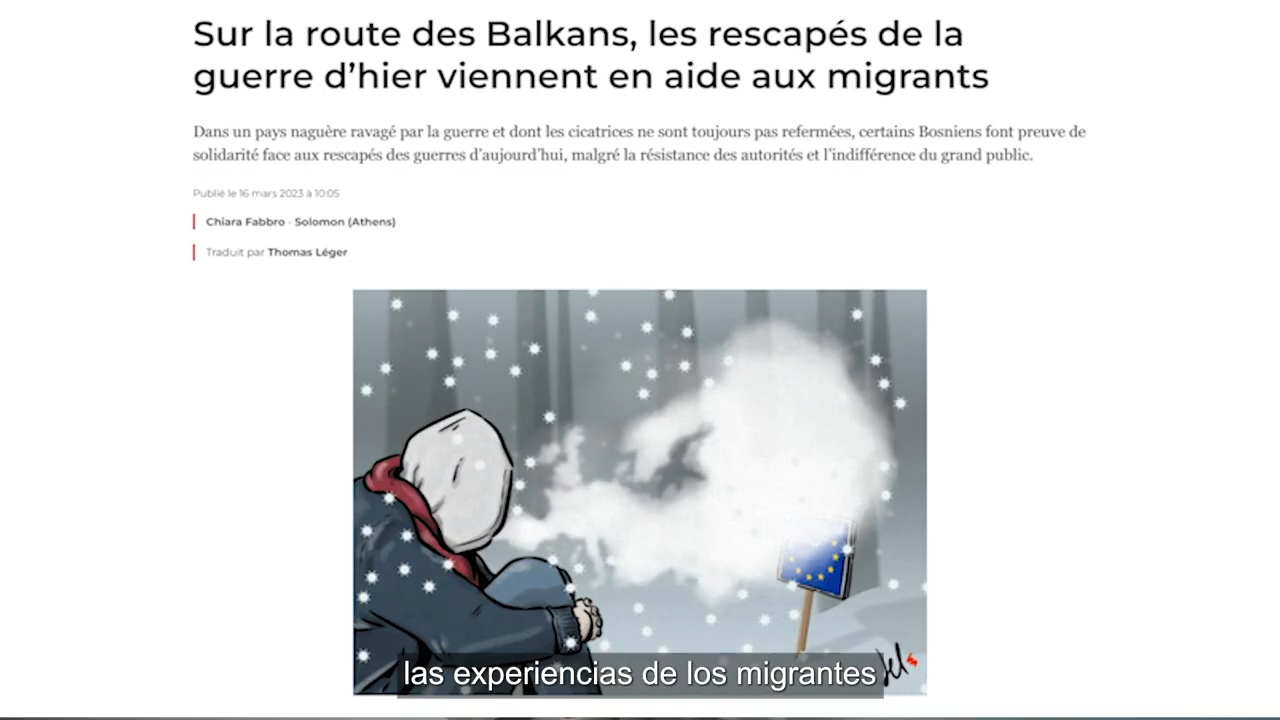 Sur la route des Balkans, les rescapés de la
guerre d’hier viennent en aide aux migrants
Dans un pays naguère ravagé par la guerre et dont les cicatrices ne sont toujours pas refermées, certains Bosniens font preuve de
solidarité face aux rescapés des guerres d’aujourd’hui, malgré la résistance des autorités et l’indifférence du grand public.
Publié le 16 mars 2023 à 10:05
Chiara Fabbro - Solomon (Athens)
Traduit par Thomas Léger
las experiencias de los migrantes